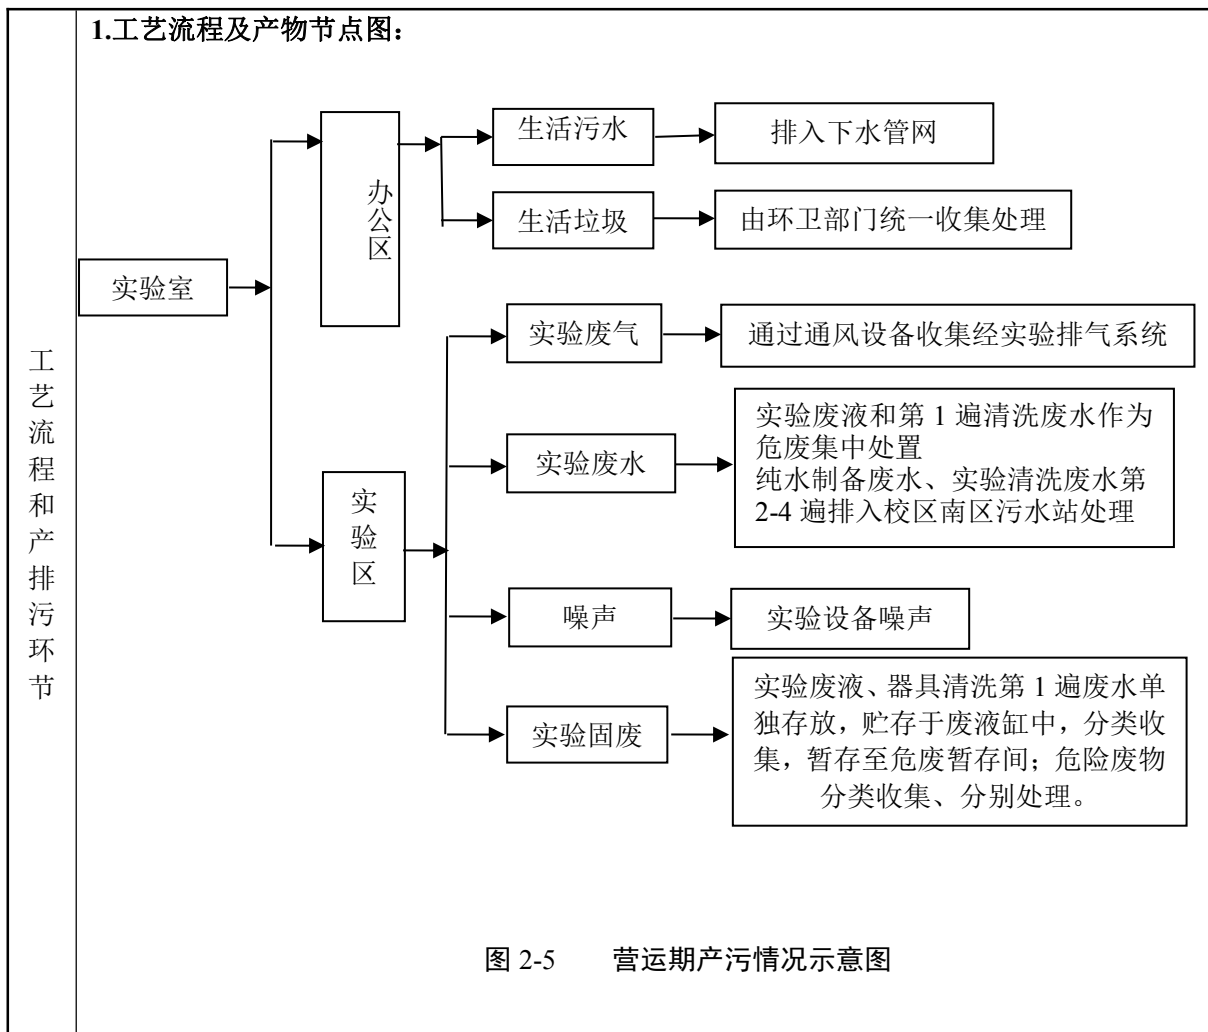 1.工艺流程及产物节点图：
工
艺
流
程
和
产
排
污
环
节
实验室
办
公
区
生活污水
排入下水管网
生活垃圾
由环卫部门统一收集处理
实
验
区
实验废气
通过通风设备收集经实验排气系统
实验废水
实验废液和第 1 遍清洗废水作为
危废集中处置
纯水制备废水、实验清洗废水第
2-4 遍排入校区南区污水站处理
噪声
实验设备噪声
实验固废
实验废液、器具清洗第 1 遍废水单
独存放，贮存于废液缸中，分类收
集，暂存至危废暂存间；危险废物
分类收集、分别处理。
图 2-5 营运期产污情况示意图